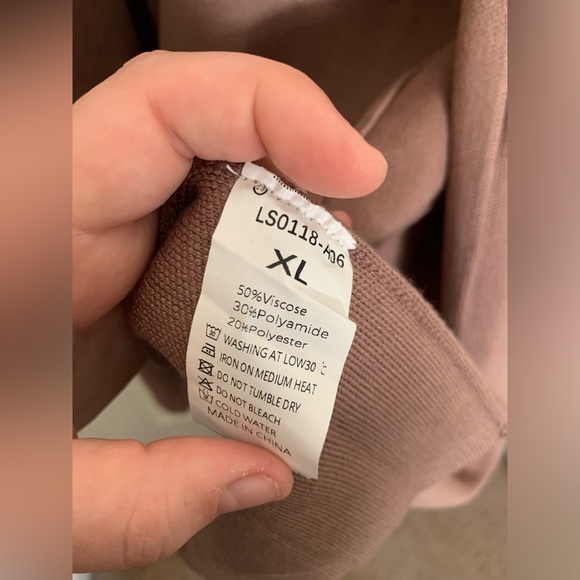 LS0118-A06
XL
50%Viscose
30%Polyamide
20%Polyester
WASHING AT LOW30℃
IRON ON MEDIUM HEAT
DO NOT TUMBLE DRY
DO NOT BLEACH
COLD WATER
MADE IN CHINA